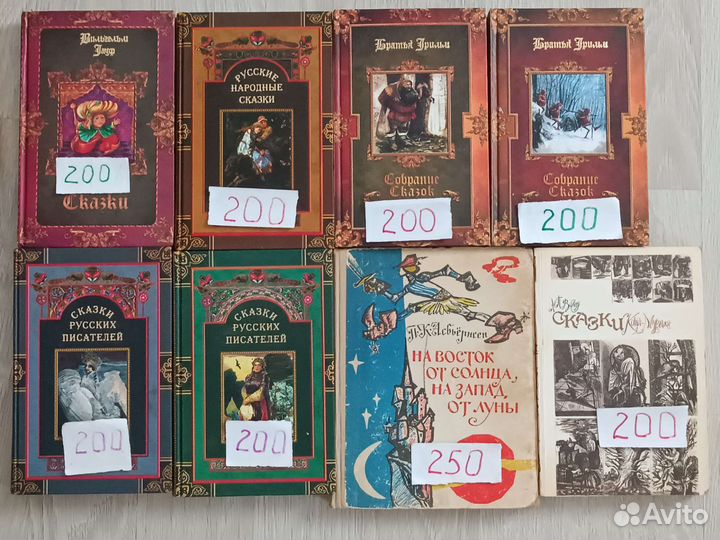 Вильгельм
Гауф
200
Сказки
РУССКИЕ
НАРОДНЫЕ
СКАЗКИ
200
Братья Гримм
Собрание
Сказок
200
Братья Гримм
Собрание
Сказок
200
СКАЗКИ
РУССКИХ
ПИСАТЕЛЕЙ
200
СКАЗКИ
РУССКИХ
ПИСАТЕЛЕЙ
200
П.К. Асбьёрнсен
НА ВОСТОК
ОТ СОЛНЦА,
НА ЗАПАД
ОТ ЛУНЫ
250
СКАЗКИ
200
Avito